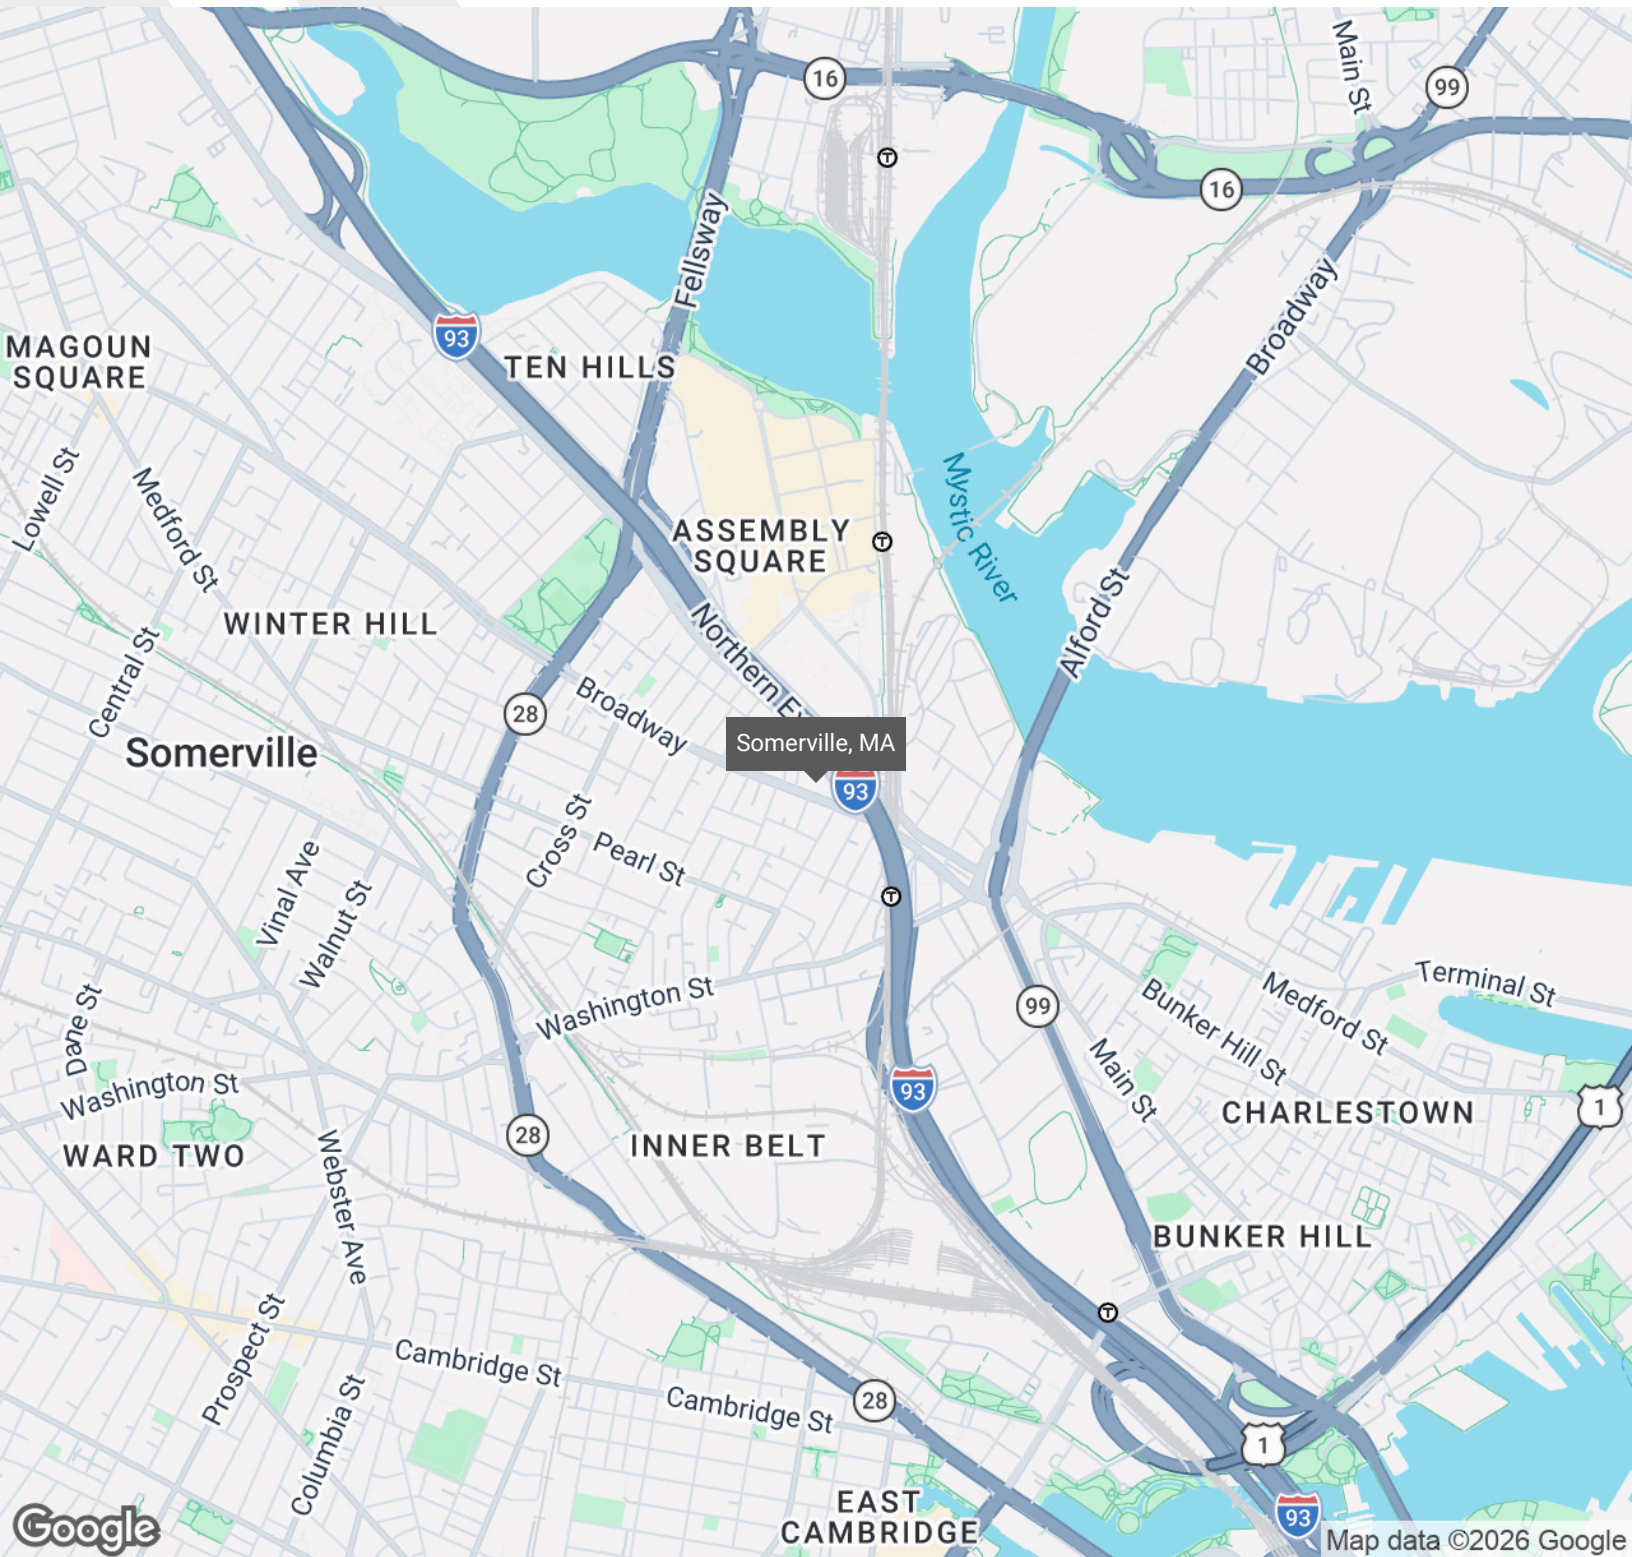 16
Main St
99
16
Fellsway
Broadway
93
MAGOUN
SQUARE
TEN HILLS
Lowell St
Medford St
Mystic River
ASSEMBLY
SQUARE
Alford St
WINTER HILL
Northern Ex
Central St
28
Broadway
Somerville
Somerville, MA
93
Cross St
Pearl St
Vinal Ave
Walnut St
T
T
T
T
Washington St
99
Terminal St
Medford St
Bunker Hill St
Main St
Dane St
Washington St
93
1
CHARLESTOWN
28
INNER BELT
WARD TWO
Webster Ave
BUNKER HILL
Prospect St
Cambridge St
Columbia St
Cambridge St
28
1
EAST
CAMBRIDGE
93
Google
Map data ©2026 Google